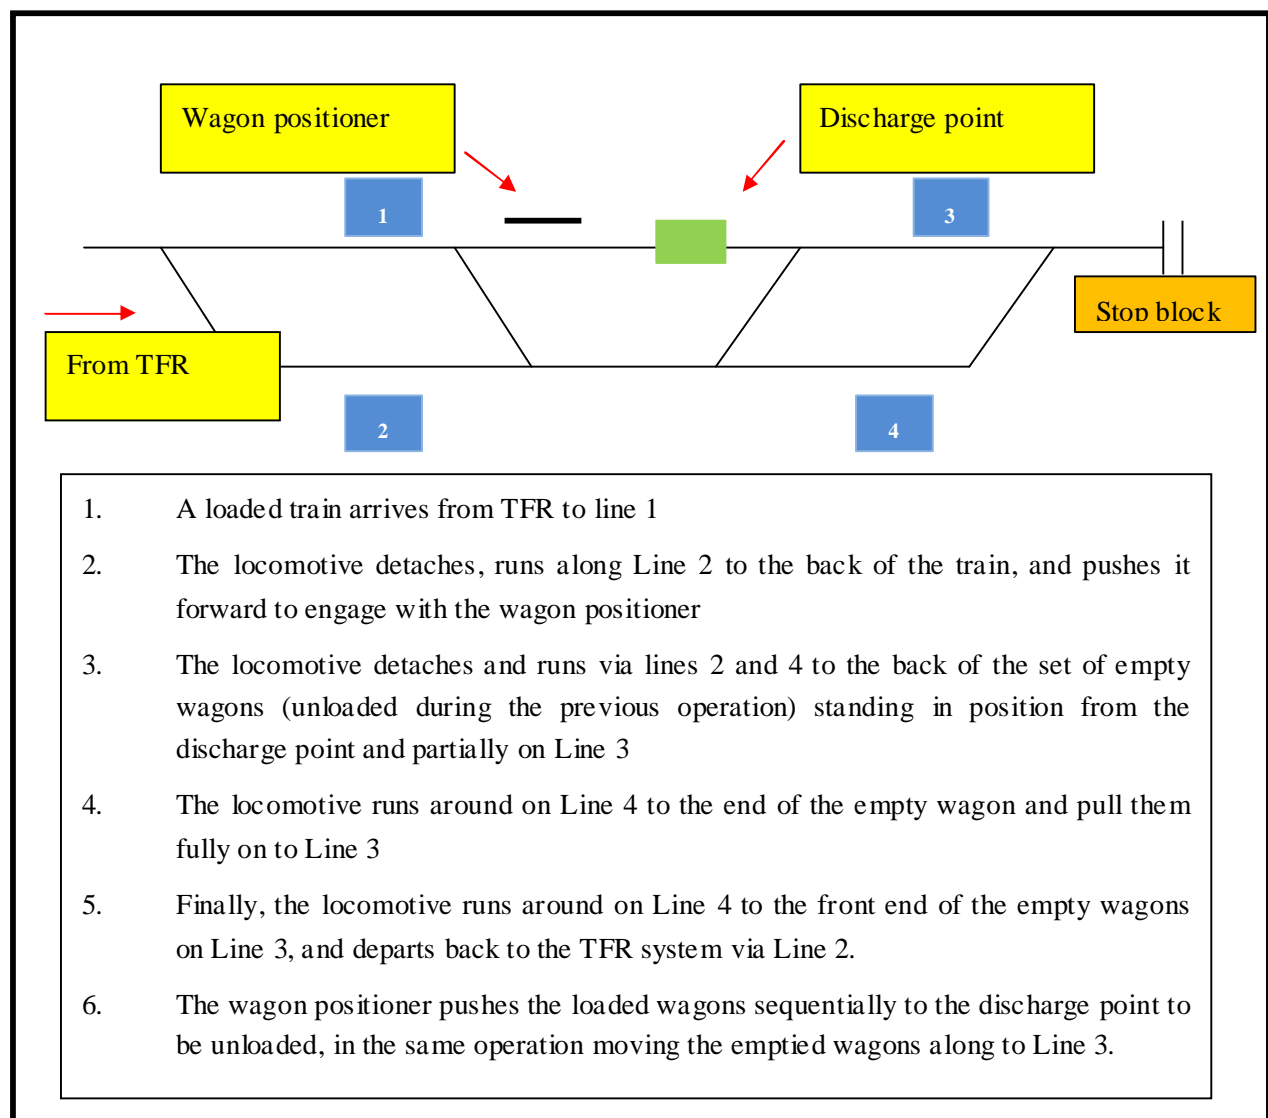 Wagon positioner
Discharge point
1
3
Stop block
From TFR
2
4
1. A loaded train arrives from TFR to line 1
2. The locomotive detaches, runs along Line 2 to the back of the train, and pushes it
forward to engage with the wagon positioner
3. The locomotive detaches and runs via lines 2 and 4 to the back of the set of empty
wagons (unloaded during the previous operation) standing in position from the
discharge point and partially on Line 3
4. The locomotive runs around on Line 4 to the end of the empty wagon and pull them
fully on to Line 3
5. Finally, the locomotive runs around on Line 4 to the front end of the empty wagons
on Line 3, and departs back to the TFR system via Line 2.
6. The wagon positioner pushes the loaded wagons sequentially to the discharge point to
be unloaded, in the same operation moving the emptied wagons along to Line 3.